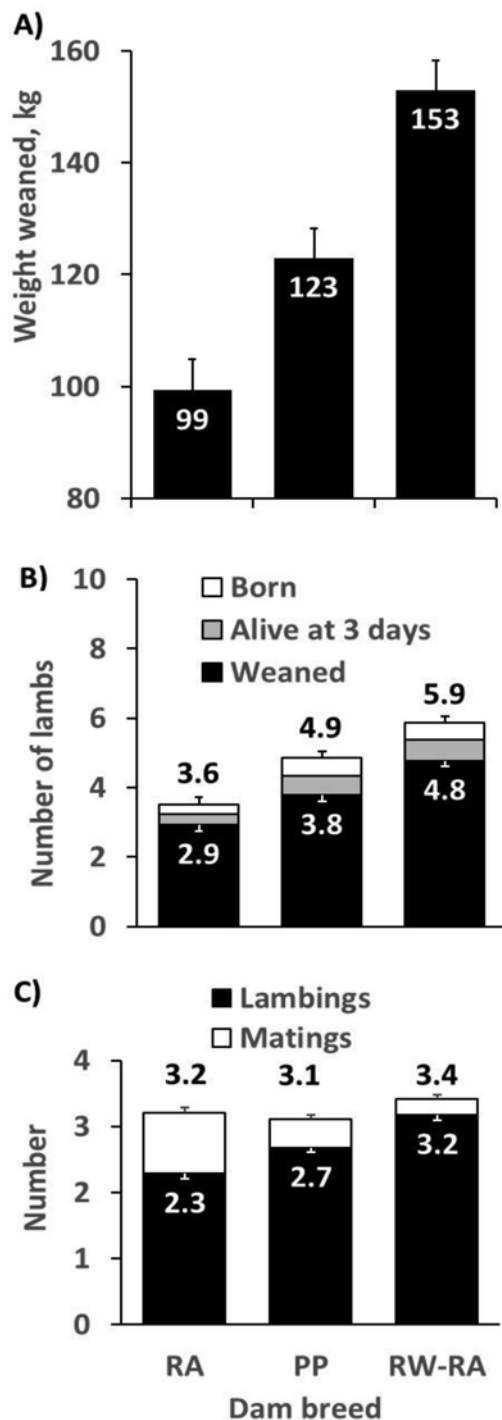 A)
Weight weaned, kg
160
140
120
100
80
99
123
153
B)
Number of lambs
10
8
6
4
2
0
Born
Alive at 3 days
Weaned
3.6
4.9
5.9
2.9
3.8
4.8
C)
Number
4
3
2
1
0
Lambings
Matings
3.2
3.1
3.4
2.3
2.7
3.2
RA PP RW-RA
Dam breed